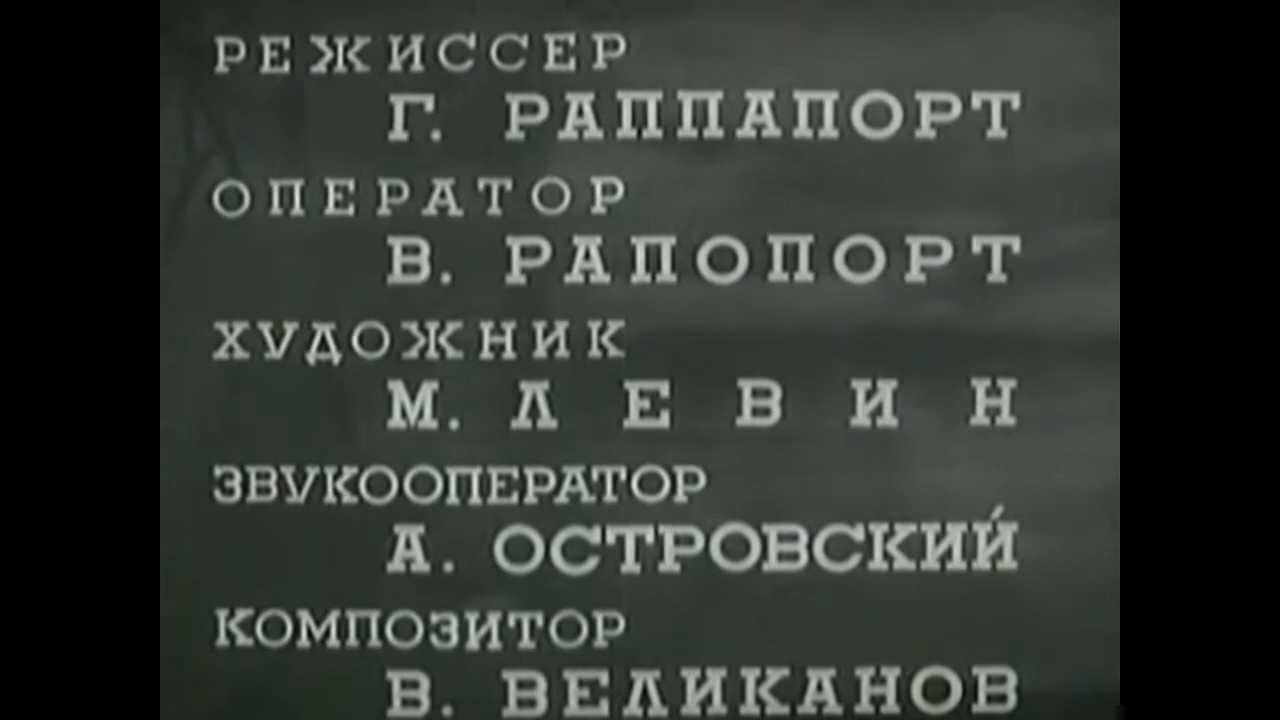 РЕЖИССЕР
Г. РАППАПОРТ
ОПЕРАТОР
В. РАПОПОРТ
ХУДОЖНИК
М. ЛЕВИН
ЗВУКООПЕРАТОР
А. ОСТРОВСКИЙ
КОМПОЗИТОР
В. ВЕЛИКАНОВ